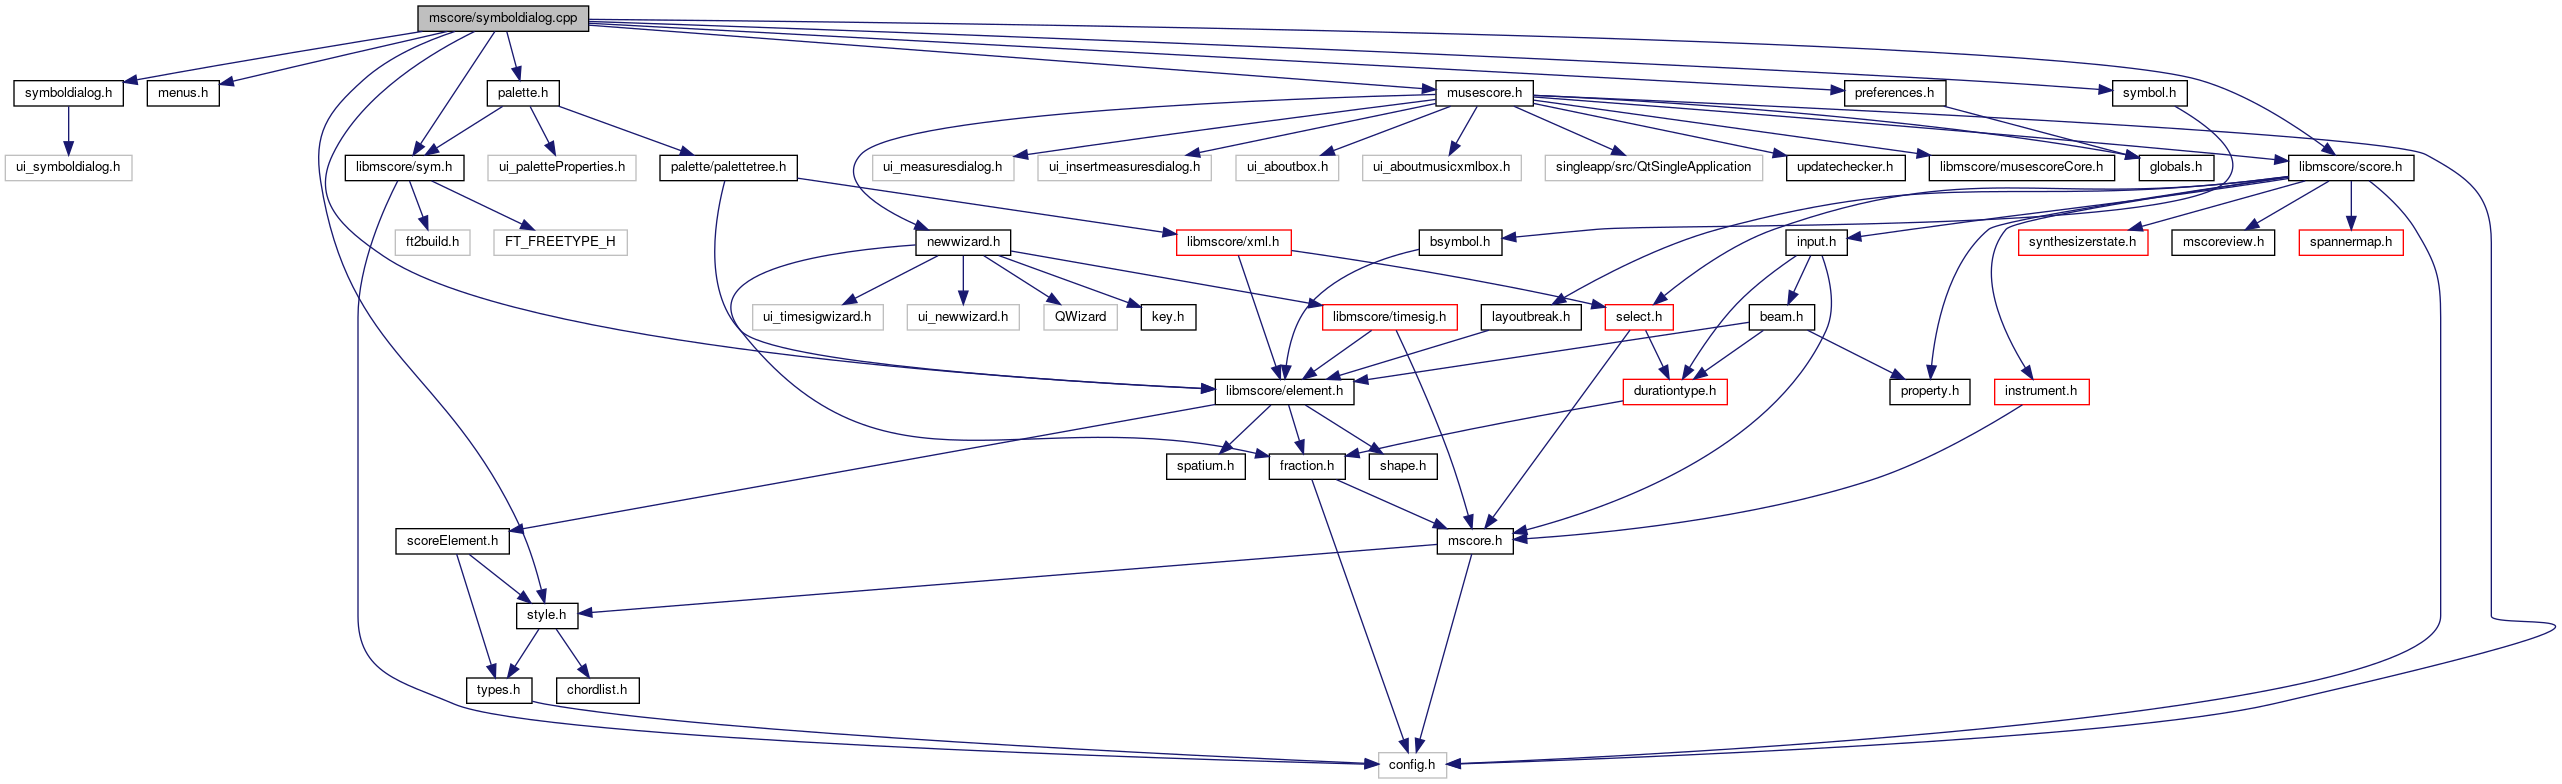 mscore/symboldialog.cpp
symboldialog.h
menus.h
palette.h
musescore.h
preferences.h
symbol.h
ui_symboldialog.h
libmscore/sym.h
ui_paletteProperties.h
palette/palettetree.h
ui_measuresdialog.h
ui_insertmeasuresdialog.h
ui_aboutbox.h
ui_aboutmusicxmlbox.h
singleapp/src/QtSingleApplication
updatechecker.h
libmscore/musescoreCore.h
globals.h
libmscore/score.h
ft2build.h
FT_FREETYPE_H
newwizard.h
libmscore/xml.h
bsymbol.h
input.h
synthesizerstate.h
mscoreview.h
spannermap.h
ui_timesigwizard.h
ui_newwizard.h
QWizard
key.h
libmscore/timesig.h
layoutbreak.h
select.h
beam.h
libmscore/element.h
durationtype.h
property.h
instrument.h
spatium.h
fraction.h
shape.h
scoreElement.h
mscore.h
style.h
types.h
chordlist.h
config.h